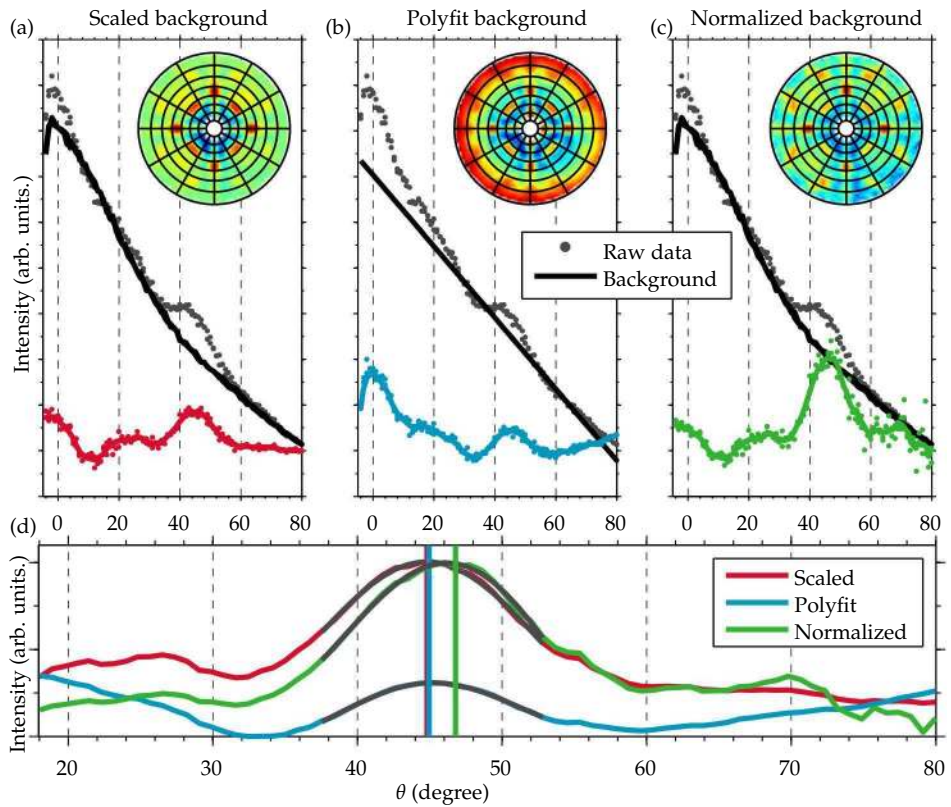 (a) Scaled background
(b) Polyfit background
(c) Normalized background
Intensity (arb. units.)
Raw data
Background
0 20 40 60 80
0 20 40 60 80
0 20 40 60 80
(d)
Intensity (arb. units.)
Scaled
Polyfit
Normalized
20 30 40 50 60 70 80
θ (degree)